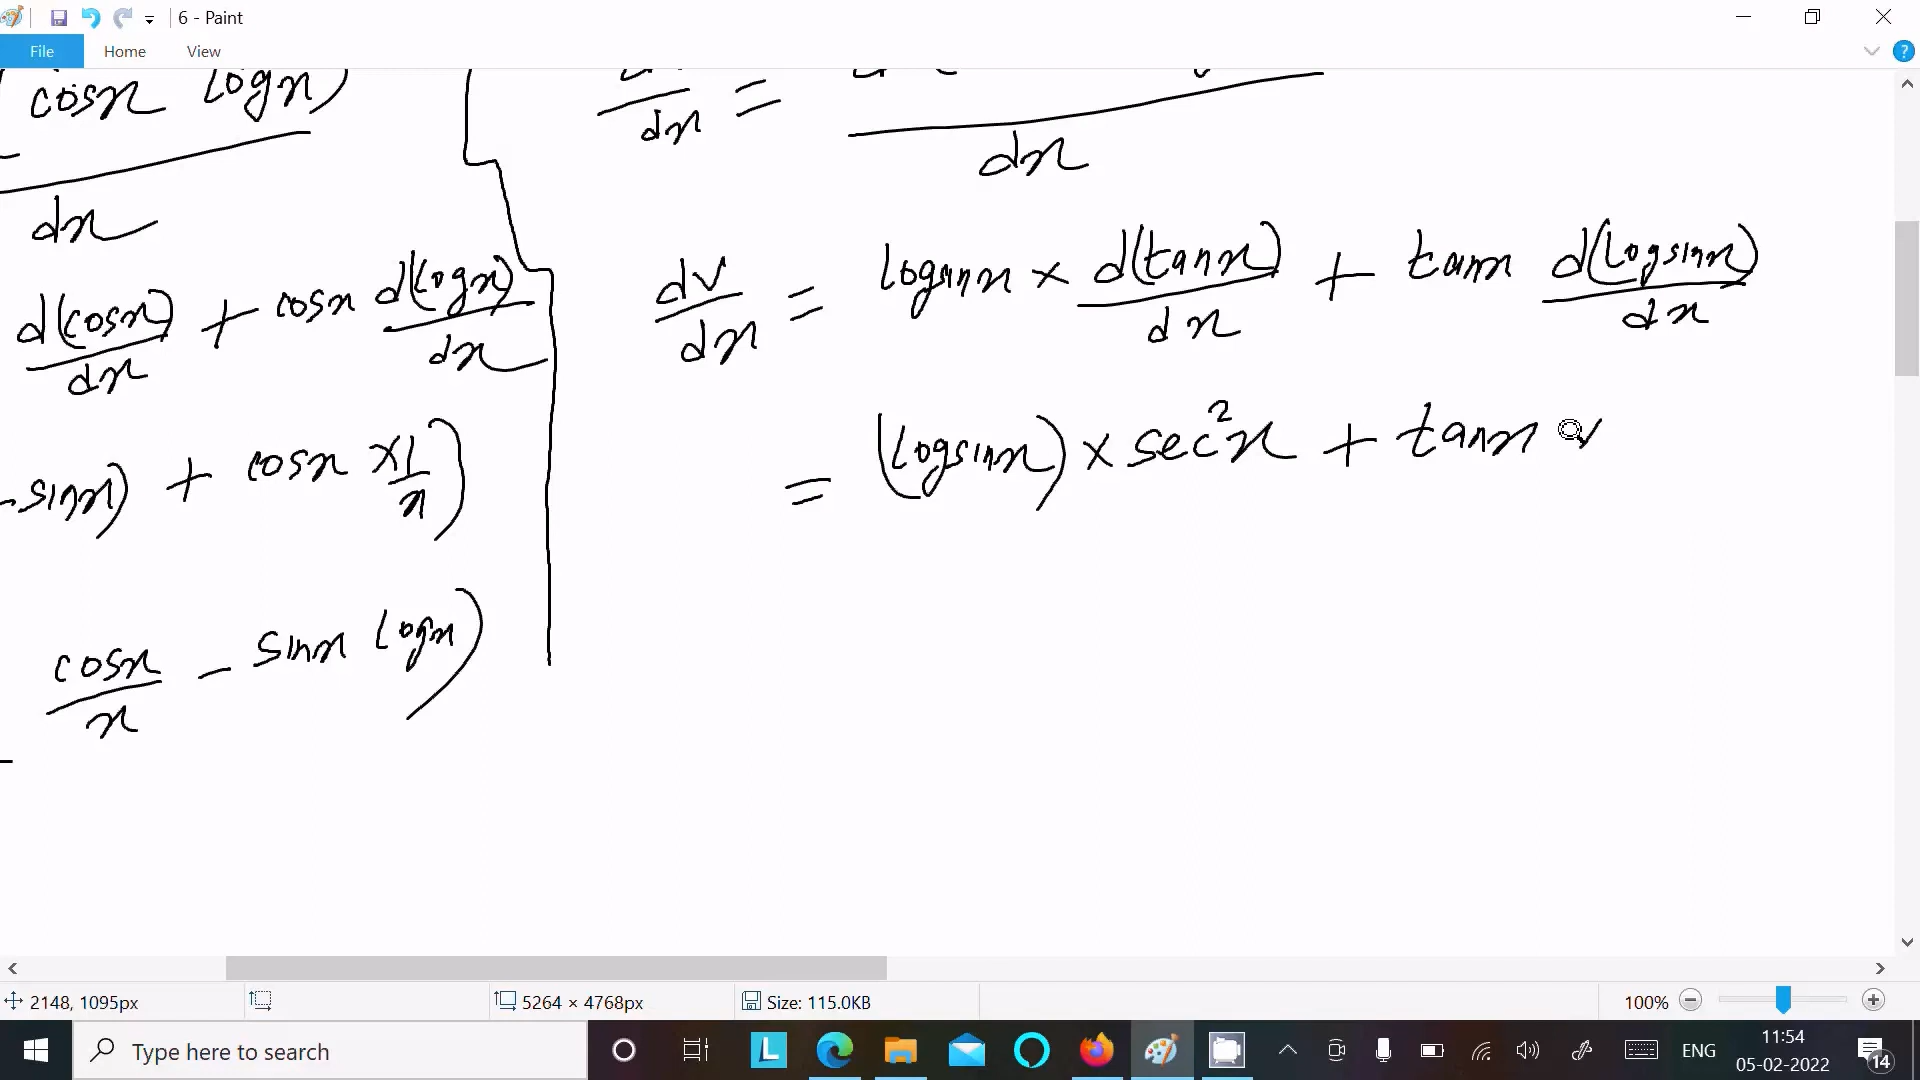 6 - Paint
File Home View
cosx logx)
dx
d(cosx)/dx + cosx d(logx)/dx
-sinx) + cosx × 1/x)
cosx/x - sinx logx)
dx =
dx
dv/dx = logsinx × d(tanx)/dx + tanx d(logsinx)/dx
= (logsinx) × sec²x + tanx
2148, 1095px 5264 × 4768px Size: 115.0KB 100%
Type here to search
L
ENG
11:54
05-02-2022
14